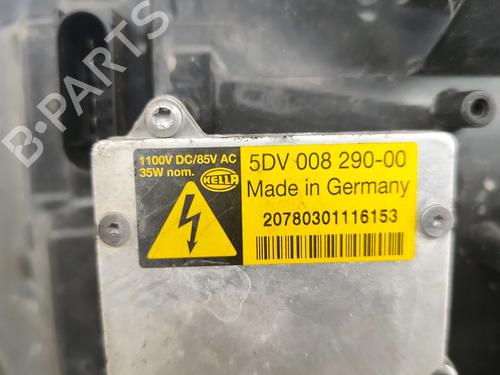 1100V DC/85V AC
35W nom.
HELLA
5DV 008 290-00
Made in Germany
20780301116153
B-PARTS